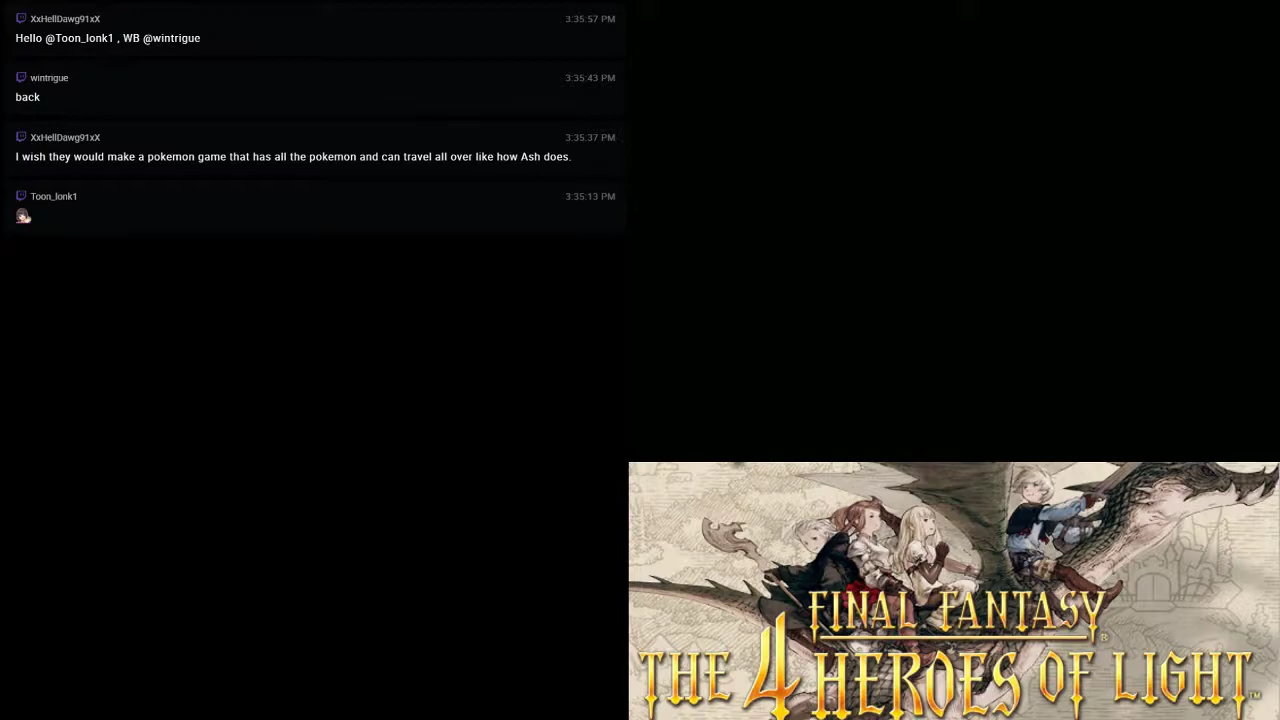 XxHellDawg91xX 3:35:57 PM
Hello @Toon_lonk1 , WB @wintrigue
wintrigue 3:35:43 PM
back
XxHellDawg91xX 3:35:37 PM
I wish they would make a pokemon game that has all the pokemon and can travel all over like how Ash does.
Toon_lonk1 3:35:13 PM
FINAL FANTASY®
THE 4 HEROES OF LIGHT™